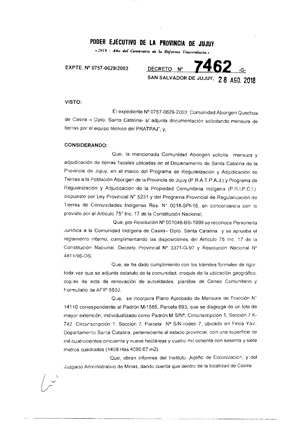 PODER EJECUTIVO DE LA PROVINCIA DE JUJUY
"2018 - Año del Centenario de la Reforma Universitaria"
EXPTE. Nº 0757-0629/2003
DECRETO Nº 7462 -G-
SAN SALVADOR DE JUJUY, 28 AGO. 2018
VISTO:
El expediente Nº 0757-0629-2003: Comunidad Aborigen Quechua
de Casira – Dpto. Santa Catalina- s/ adjunta documentación solicitando mensura de
tierras por el equipo técnico del PRATPAJ", y,
CONSIDERANDO:
Que, la mencionada Comunidad Aborigen solicita mensura y
adjudicación de tierras fiscales ubicadas en el Departamento de Santa Catalina de la
Provincia de Jujuy, en el marco del Programa de Regularización y Adjudicación de
Tierras a la Población Aborigen de la Provincia de Jujuy (P.R.A.T.P.A.J.) y Programa de
Regularización y Adjudicación de la Propiedad Comunitaria Indígena (P.R.I.P.C.I.)
dispuesto por Ley Provincial Nº 5231 y del Programa Provincial de Regularización de
Tierras de Comunidades Indígenas Res. Nº 0018-SPI-16, en concordancia con lo
previsto por el Artículo 75° Inc. 17 de la Constitución Nacional;
Que, por Resolución Nº 001046-BS-1999 se reconoce Personería
Jurídica a la Comunidad Indígena de Casira- Dpto. Santa Catalina y se aprueba el
reglamento interno, cumplimentando las disposiciones del Artículo 75 Inc. 17 de la
Constitución Nacional, Decreto Provincial Nº 3371-G-97 y Resolución Nacional Nº
4811/96-DS.
Que, se ha dado cumplimiento con los trámites formales de rigor,
toda vez que se adjunta estatuto de la comunidad, croquis de ubicación geográfica,
copias de acta de renovación de autoridades, planillas de Censo Comunitario y
Formulario de AFIP
Que, se incorpora Plano Aprobado de Mensura de Fracción Nº
14110 correspondiente al Padrón M-1585, Parcela 693, que se desgaja de un lote de
mayor extensión, individualizado como Padrón M S/Nº, Circunscripción 1, Sección 7 K-
742, Circunscripción 1, Sección 7, Parcela Nº S/N rodeo 7, ubicado en Finca Yavi,
Departamento Santa Catalina, perteneciente al estado provincial, con una superficie de
mil cuatrocientos cincuenta y nueve hectáreas y cuatro mil ochenta con sesenta y siete
metros cuadrados (1459 Has 4080,67 m2).
Que, obran informes del Instituto Jujeño de Colonización, y del
Juzgado Administrativo de Minas, dando cuenta que dentro de la localidad de Casira